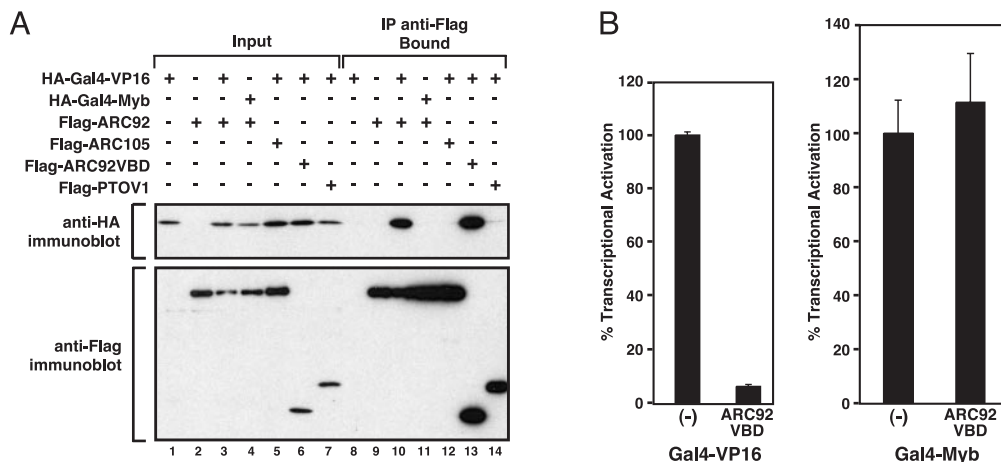 A
Input
IP anti-Flag
Bound
HA-Gal4-VP16 + - + - + + + + - + - + + +
HA-Gal4-Myb - - - + - - - - - - + - - -
Flag-ARC92 - + + + - - - - + + + - - -
Flag-ARC105 - - - - + - - - - - - + - -
Flag-ARC92VBD - - - - - + - - - - - - + -
Flag-PTOV1 - - - - - - + - - - - - - +
anti-HA
immunoblot
anti-Flag
immunoblot
1 2 3 4 5 6 7 8 9 10 11 12 13 14
B
% Transcriptional Activation
120
100
80
60
40
20
0
(-) ARC92
VBD
Gal4-VP16
% Transcriptional Activation
140
120
100
80
60
40
20
0
(-) ARC92
VBD
Gal4-Myb